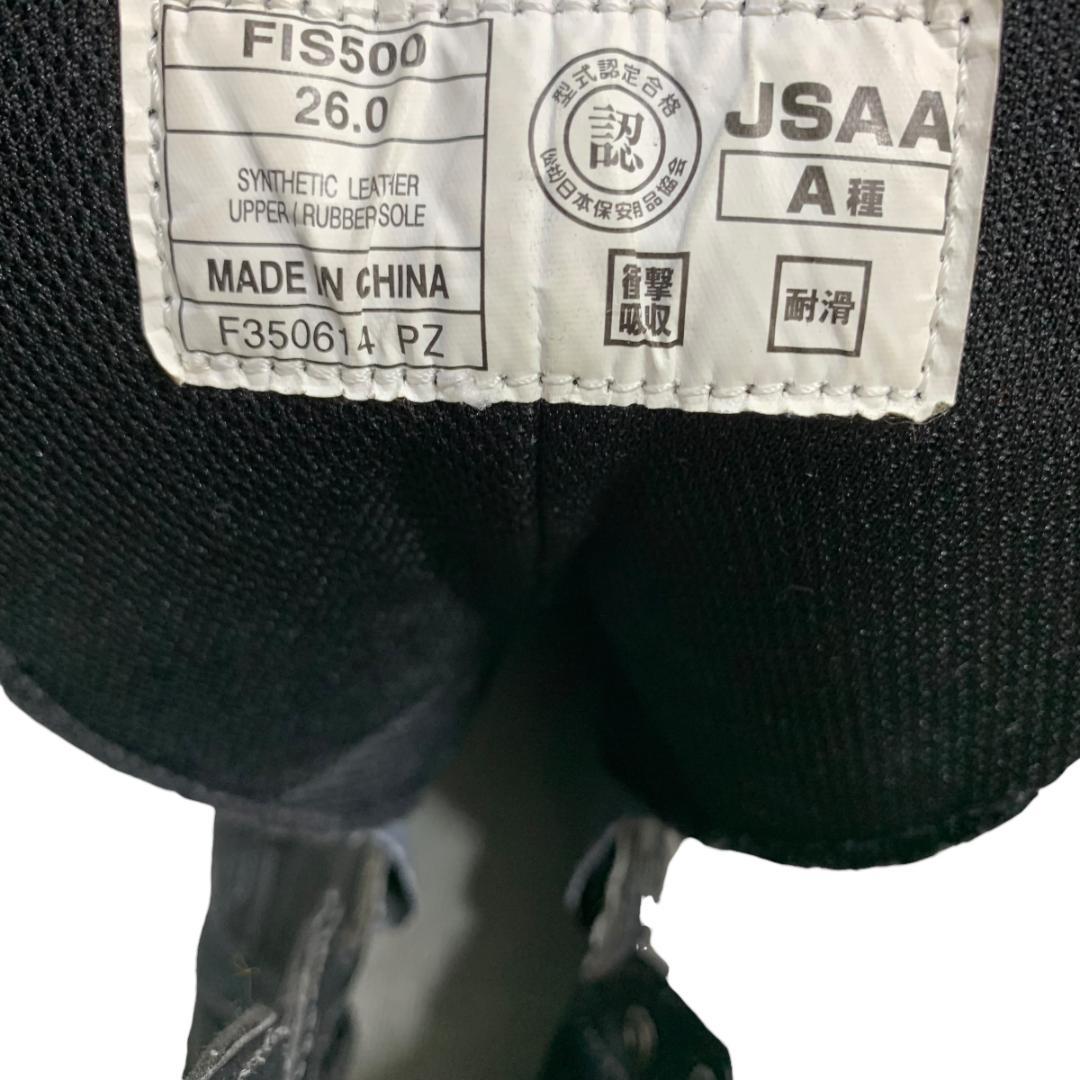 FIS500
26.0
SYNTHETIC LEATHER
UPPER / RUBBER SOLE
MADE IN CHINA
F350614 PZ
型式認定合格
認
(公社)日本保安用品協会
JSAA
A種
衝撃
吸収
耐滑